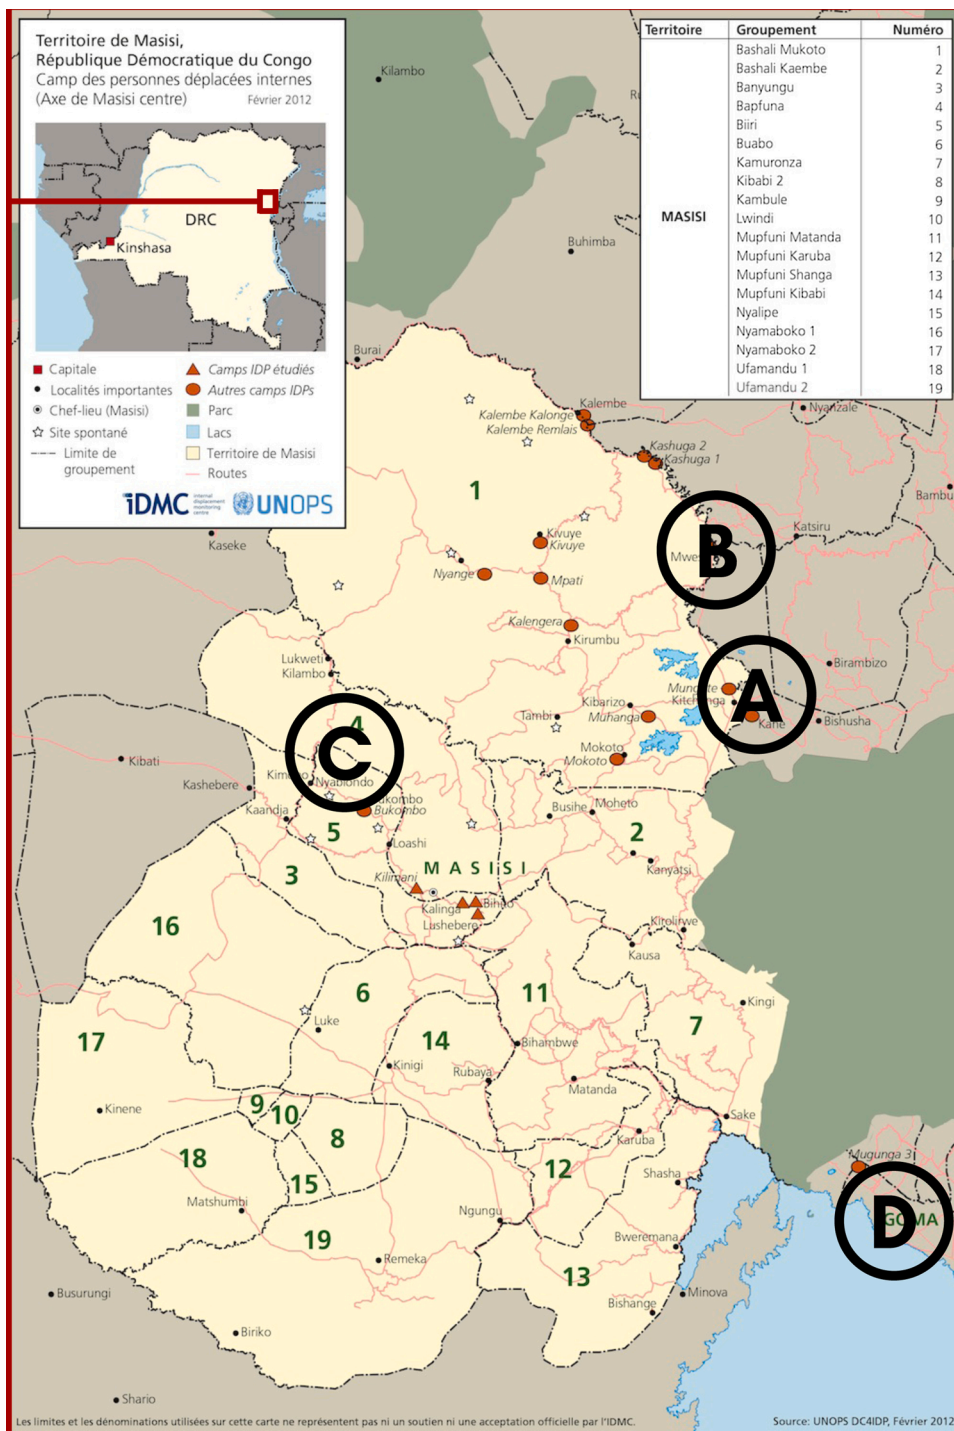 Territoire de Masisi,
République Démocratique du Congo
Camp des personnes déplacées internes
(Axe de Masisi centre) Février 2012
DRC
Kinshasa
Capitale
Localités importantes
Chef-lieu (Masisi)
Site spontané
Limite de
groupement
Camps IDP étudiés
Autres camps IDPs
Parc
Lacs
Territoire de Masisi
Routes
iDMC internal displacement monitoring centre UNOPS
Territoire Groupement Numéro
MASISI
Bashali Mukoto 1
Bashali Kaembe 2
Banyungu 3
Bapfuna 4
Biiri 5
Buabo 6
Kamuronza 7
Kibabi 2 8
Kambule 9
Lwindi 10
Mupfuni Matanda 11
Mupfuni Karuba 12
Mupfuni Shanga 13
Mupfuni Kibabi 14
Nyalipe 15
Nyamaboko 1 16
Nyamaboko 2 17
Ufamandu 1 18
Ufamandu 2 19
Kilambo
Buhimba
Burai
Kalembe
Kalembe Kalonge
Kalembe Remlais
Nyanzale
Kashuga 2
Kashuga 1
1
Bambu
Kaseke
Kivuye
Kivuye
Katsiru
B
Nyange
Mpati
Kalengera
Kirumbu
Lukweti
Kilambo
Birambizo
A
Kibarizo
Muhanga
Tambi
Kane
Bishusha
4
C
Mokoto
Mokoto
Kibati
Nyabiondo
Kashebere
Bukombo
Kaandja
Busihe
Moheto
5
2
Loashi
MASISI
Kanyatsi
3
Kilimani
Kalinga
Lushebere
16
Kirolirwe
Kausa
6
11
Kingi
Luke
7
17
14
Bihambwe
Kinigi
Rubaya
Matanda
9
10
Kinene
Sake
8
Karuba
18
12
Mugunga 3
15
Shasha
Matshumbi
Ngungu
D
GOMA
19
Bweremana
Remeka
13
Busurungi
Minova
Bishange
Biriko
Shario
Les limites et les dénominations utilisées sur cette carte ne représentent pas ni un soutien ni une acceptation officielle par l'IDMC.
Source: UNOPS DC4IDP, Février 2012